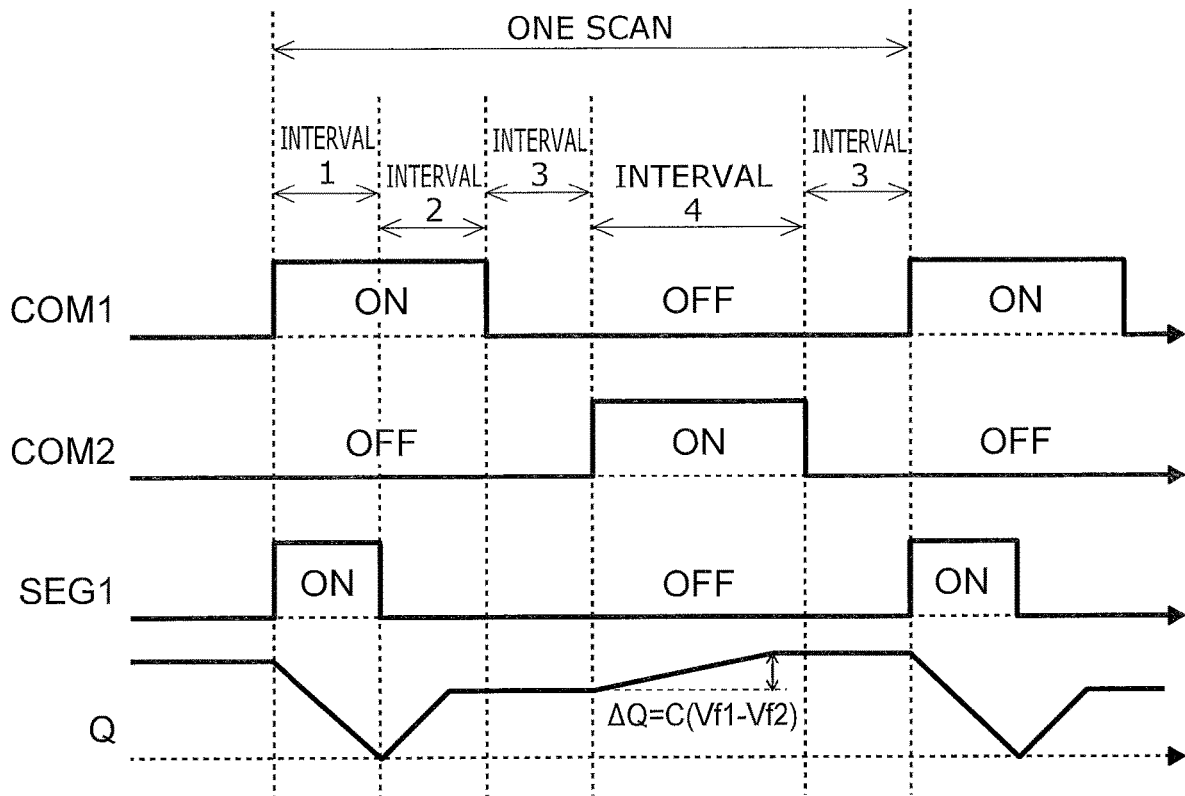 ONE SCAN
INTERVAL
1
INTERVAL
2
INTERVAL
3
INTERVAL
4
INTERVAL
3
COM1
ON
OFF
ON
COM2
OFF
ON
OFF
SEG1
ON
OFF
ON
Q
ΔQ=C(Vf1-Vf2)